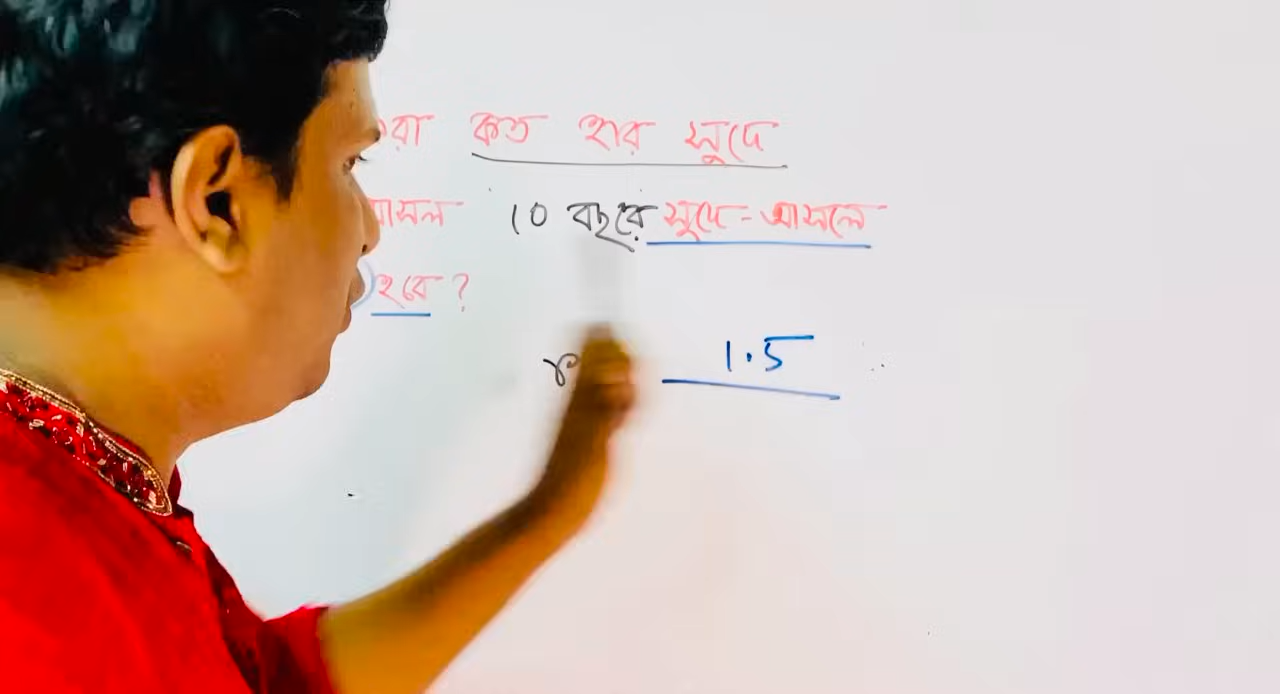 রা কত হার সুদে
আসল 10 বছরে সুদে-আসলে
হবে ?
r 1.5